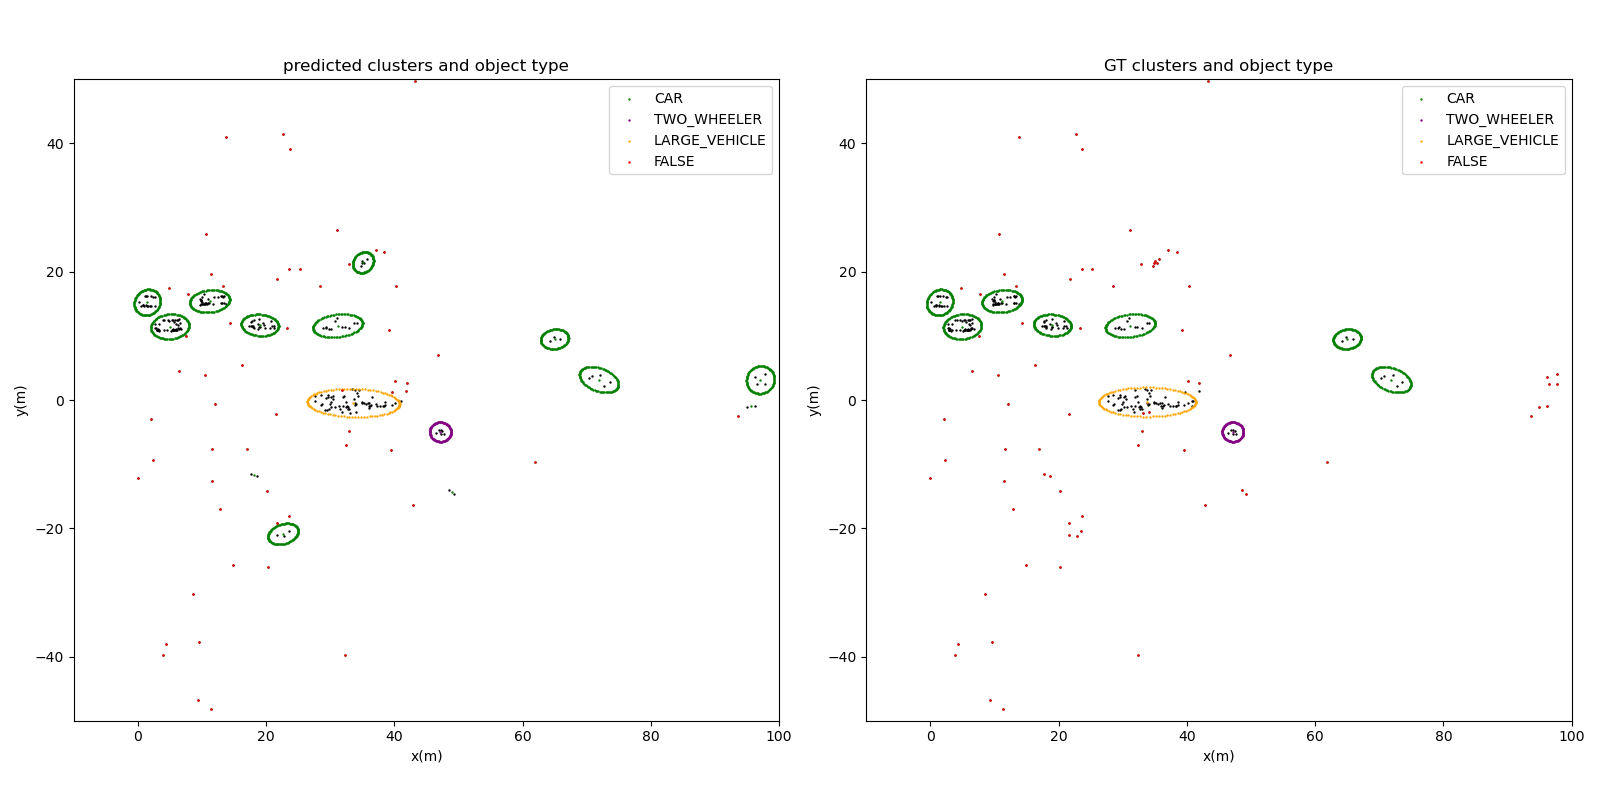 predicted clusters and object type
CAR
TWO_WHEELER
LARGE_VEHICLE
FALSE
40
20
0
−20
−40
y(m)
0
20
40
60
80
100
x(m)
GT clusters and object type
CAR
TWO_WHEELER
LARGE_VEHICLE
FALSE
40
20
0
−20
−40
y(m)
0
20
40
60
80
100
x(m)